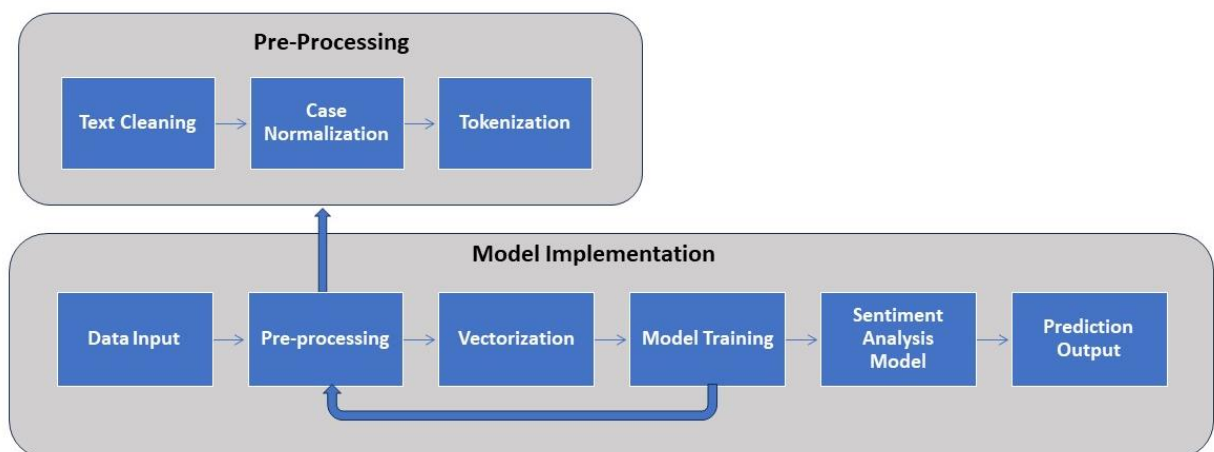 Pre-Processing
Text Cleaning
Case
Normalization
Tokenization
Model Implementation
Data Input
Pre-processing
Vectorization
Model Training
Sentiment
Analysis
Model
Prediction
Output